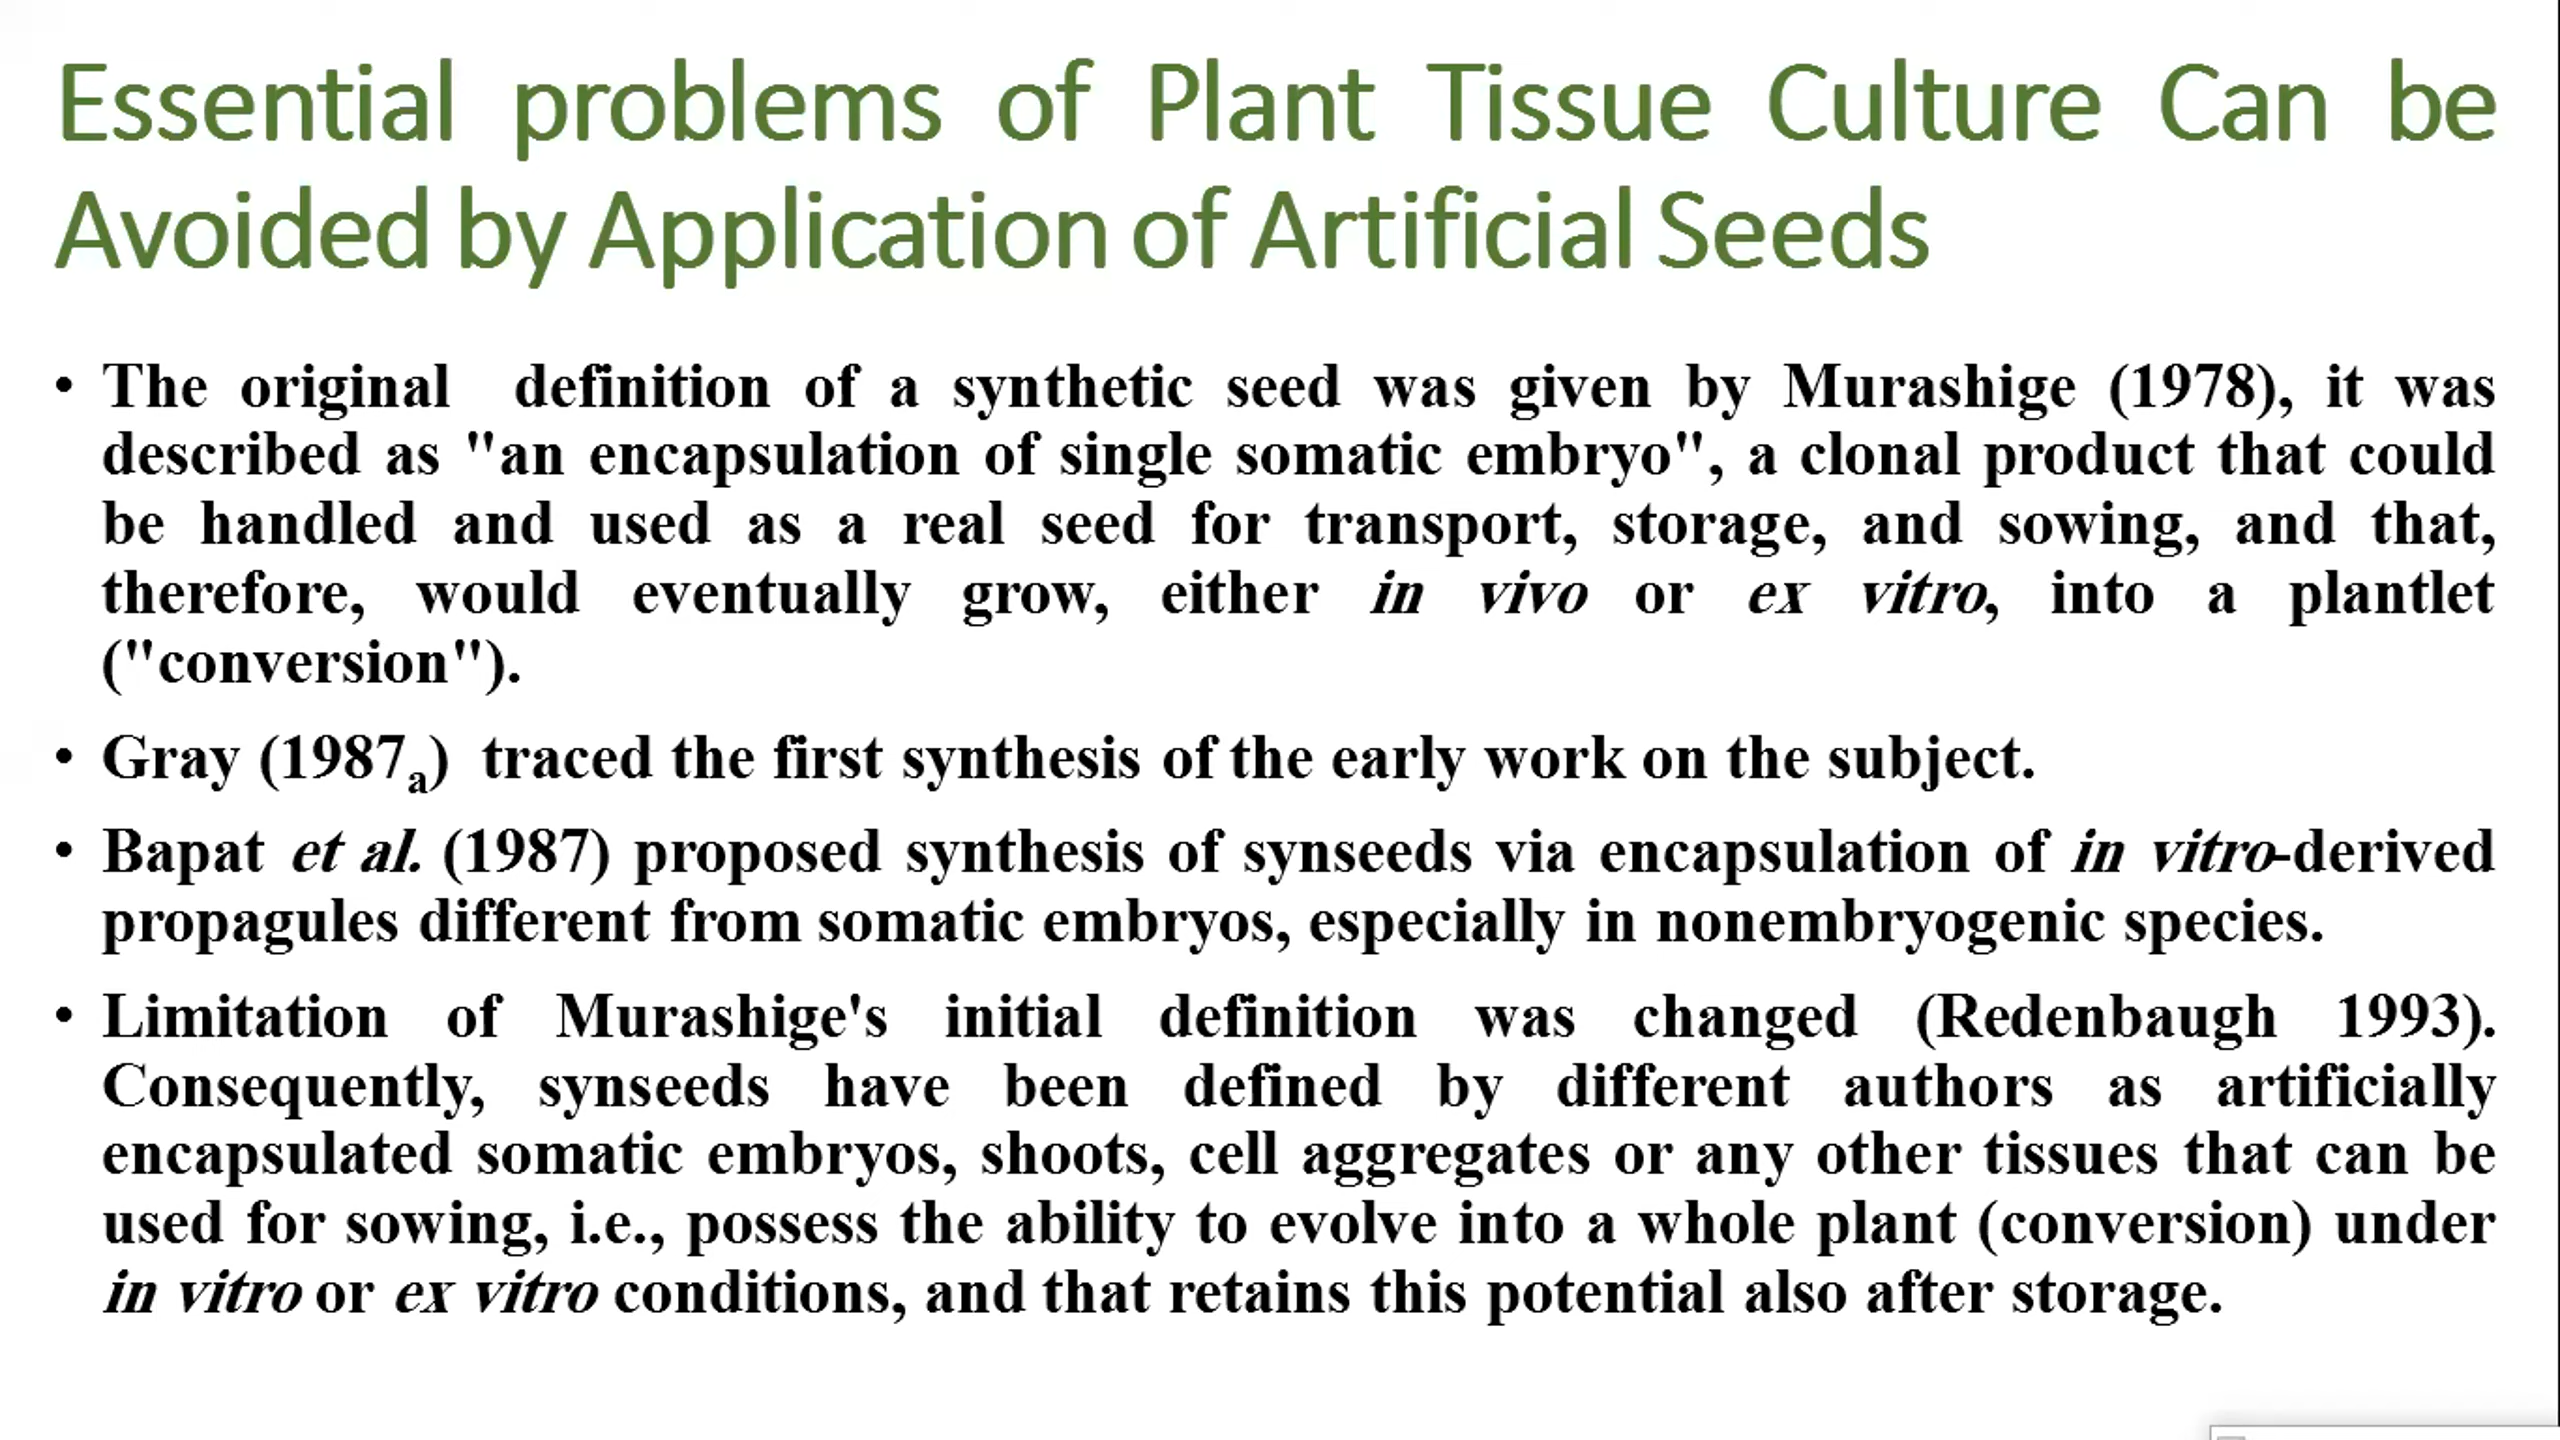 Essential problems of Plant Tissue Culture Can be
Avoided by Application of Artificial Seeds
• The original definition of a synthetic seed was given by Murashige (1978), it was
described as "an encapsulation of single somatic embryo", a clonal product that could
be handled and used as a real seed for transport, storage, and sowing, and that,
therefore, would eventually grow, either in vivo or ex vitro, into a plantlet
("conversion").
• Gray (1987a) traced the first synthesis of the early work on the subject.
• Bapat et al. (1987) proposed synthesis of synseeds via encapsulation of in vitro-derived
propagules different from somatic embryos, especially in nonembryogenic species.
• Limitation of Murashige's initial definition was changed (Redenbaugh 1993).
Consequently, synseeds have been defined by different authors as artificially
encapsulated somatic embryos, shoots, cell aggregates or any other tissues that can be
used for sowing, i.e., possess the ability to evolve into a whole plant (conversion) under
in vitro or ex vitro conditions, and that retains this potential also after storage.